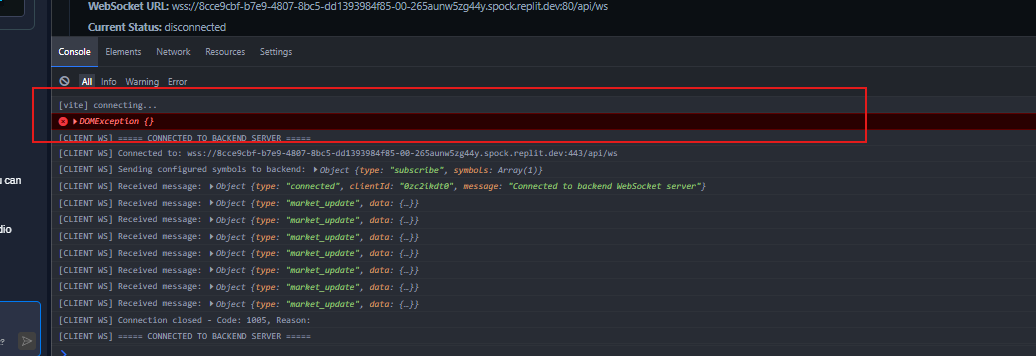 WebSocket URL: wss://8cce9cbf-b7e9-4807-8bc5-dd1393984f85-00-265aunw5zg44y.spock.replit.dev:80/api/ws
Current Status: disconnected
Console Elements Network Resources Settings
All Info Warning Error
[vite] connecting...
DOMException {}
[CLIENT WS] ===== CONNECTED TO BACKEND SERVER =====
[CLIENT WS] Connected to: wss://8cce9cbf-b7e9-4807-8bc5-dd1393984f85-00-265aunw5zg44y.spock.replit.dev:443/api/ws
[CLIENT WS] Sending configured symbols to backend: Object {type: "subscribe", symbols: Array(1)}
[CLIENT WS] Received message: Object {type: "connected", clientId: "0zc2lkdt0", message: "Connected to backend WebSocket server"}
[CLIENT WS] Received message: Object {type: "market_update", data: {…}}
[CLIENT WS] Received message: Object {type: "market_update", data: {…}}
u can
[CLIENT WS] Received message: Object {type: "market_update", data: {…}}
[CLIENT WS] Received message: Object {type: "market_update", data: {…}}
dio
[CLIENT WS] Received message: Object {type: "market_update", data: {…}}
[CLIENT WS] Received message: Object {type: "market_update", data: {…}}
[CLIENT WS] Received message: Object {type: "market_update", data: {…}}
[CLIENT WS] Connection closed - Code: 1005, Reason:
[CLIENT WS] ===== CONNECTED TO BACKEND SERVER =====
?